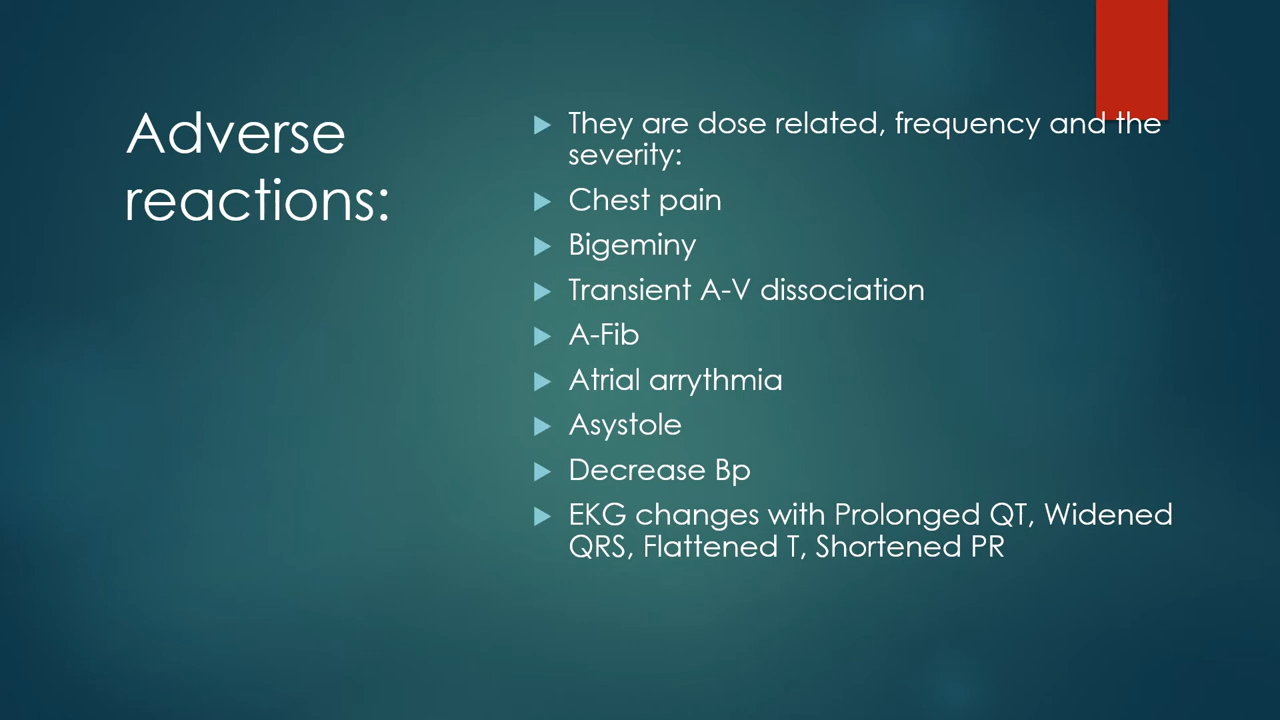 Adverse
reactions:
They are dose related, frequency and the
severity:
Chest pain
Bigeminy
Transient A-V dissociation
A-Fib
Atrial arrythmia
Asystole
Decrease Bp
EKG changes with Prolonged QT, Widened
QRS, Flattened T, Shortened PR